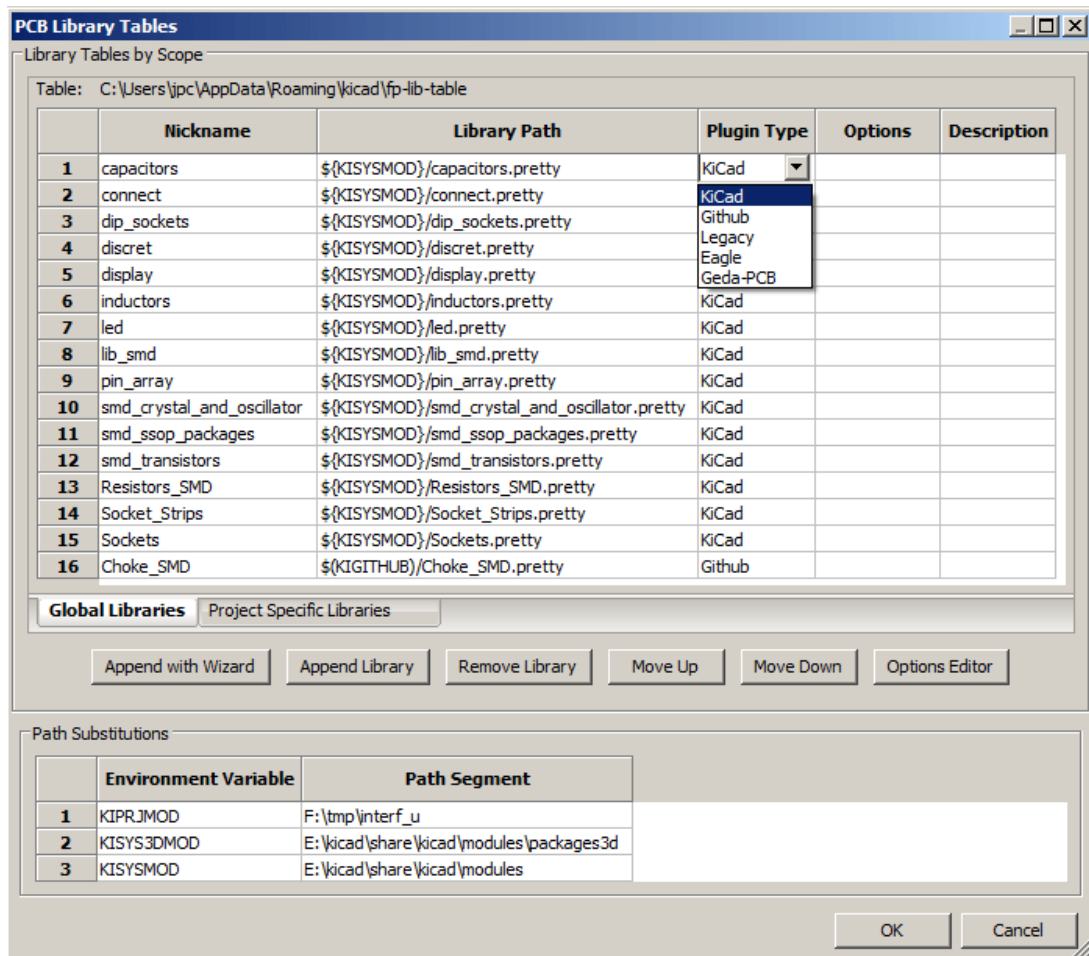 PCB Library Tables
Library Tables by Scope
Table: C:\Users\jpc\AppData\Roaming\kicad\fp-lib-table
Nickname Library Path Plugin Type Options Description
1 capacitors ${KISYSMOD}/capacitors.pretty KiCad
2 connect ${KISYSMOD}/connect.pretty KiCad
3 dip_sockets ${KISYSMOD}/dip_sockets.pretty Github
4 discret ${KISYSMOD}/discret.pretty Legacy
5 display ${KISYSMOD}/display.pretty Eagle
Geda-PCB
6 inductors ${KISYSMOD}/inductors.pretty KiCad
7 led ${KISYSMOD}/led.pretty KiCad
8 lib_smd ${KISYSMOD}/lib_smd.pretty KiCad
9 pin_array ${KISYSMOD}/pin_array.pretty KiCad
10 smd_crystal_and_oscillator ${KISYSMOD}/smd_crystal_and_oscillator.pretty KiCad
11 smd_ssop_packages ${KISYSMOD}/smd_ssop_packages.pretty KiCad
12 smd_transistors ${KISYSMOD}/smd_transistors.pretty KiCad
13 Resistors_SMD ${KISYSMOD}/Resistors_SMD.pretty KiCad
14 Socket_Strips ${KISYSMOD}/Socket_Strips.pretty KiCad
15 Sockets ${KISYSMOD}/Sockets.pretty KiCad
16 Choke_SMD $(KIGITHUB)/Choke_SMD.pretty Github
Global Libraries Project Specific Libraries
Append with Wizard Append Library Remove Library Move Up Move Down Options Editor
Path Substitutions
Environment Variable Path Segment
1 KIPRJMOD F:\tmp\interf_u
2 KISYS3DMOD E:\kicad\share\kicad\modules\packages3d
3 KISYSMOD E:\kicad\share\kicad\modules
OK Cancel